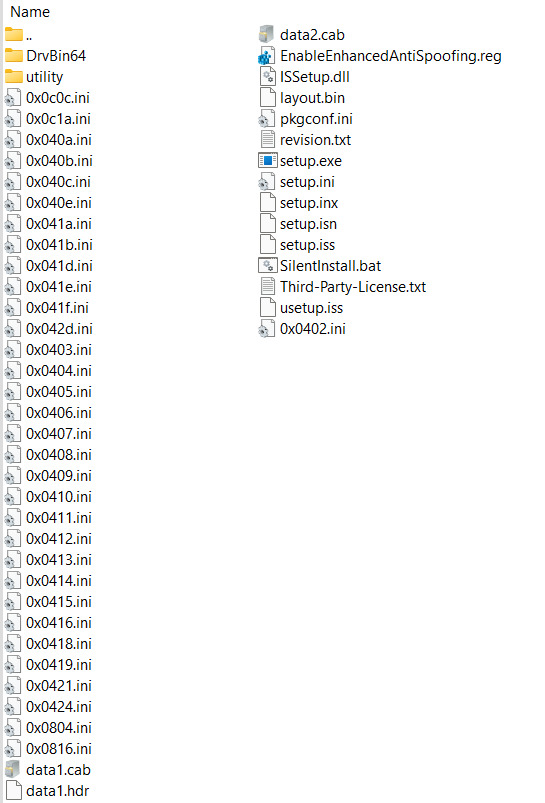 Name
..
DrvBin64
utility
0x0c0c.ini
0x0c1a.ini
0x040a.ini
0x040b.ini
0x040c.ini
0x040e.ini
0x041a.ini
0x041b.ini
0x041d.ini
0x041e.ini
0x041f.ini
0x042d.ini
0x0403.ini
0x0404.ini
0x0405.ini
0x0406.ini
0x0407.ini
0x0408.ini
0x0409.ini
0x0410.ini
0x0411.ini
0x0412.ini
0x0413.ini
0x0414.ini
0x0415.ini
0x0416.ini
0x0418.ini
0x0419.ini
0x0421.ini
0x0424.ini
0x0804.ini
0x0816.ini
data1.cab
data1.hdr
data2.cab
EnableEnhancedAntiSpoofing.reg
ISSetup.dll
layout.bin
pkgconf.ini
revision.txt
setup.exe
setup.ini
setup.inx
setup.isn
setup.iss
SilentInstall.bat
Third-Party-License.txt
usetup.iss
0x0402.ini